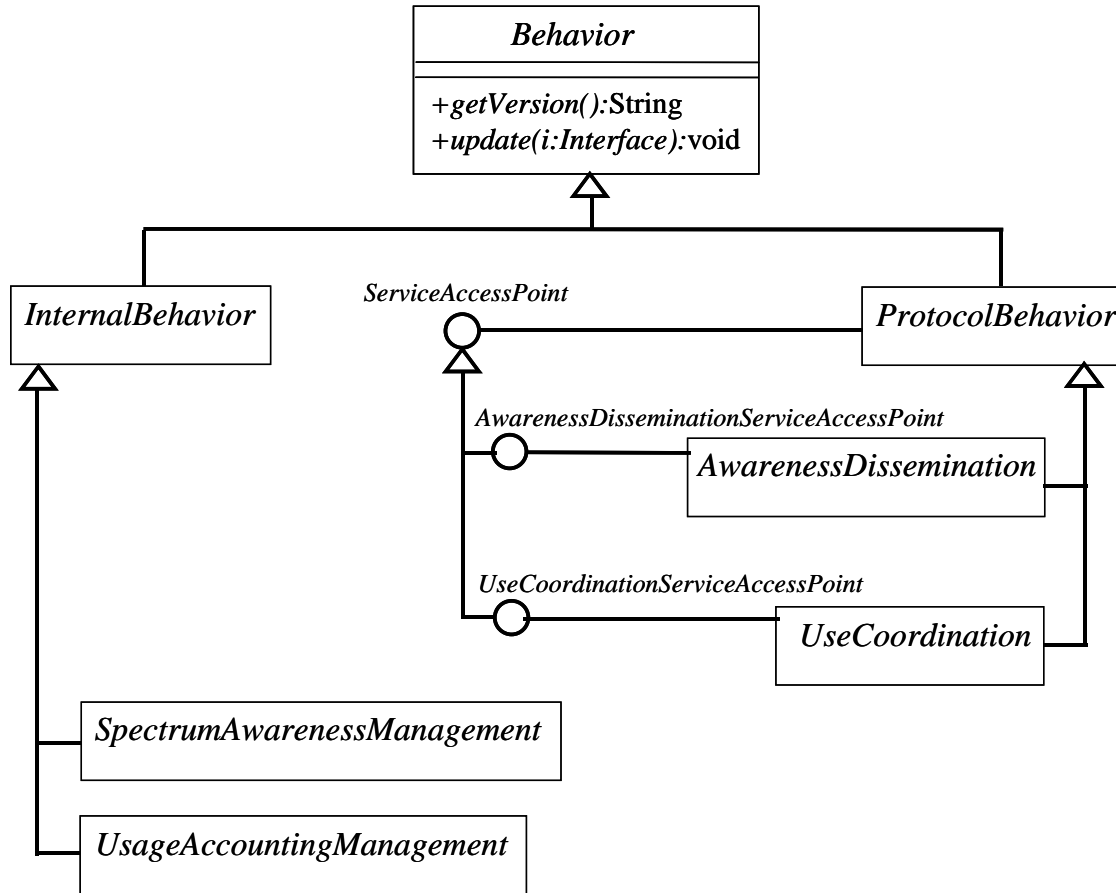 Behavior
+getVersion():String
+update(i:Interface):void
ServiceAccessPoint
InternalBehavior
ProtocolBehavior
AwarenessDisseminationServiceAccessPoint
AwarenessDissemination
UseCoordinationServiceAccessPoint
UseCoordination
SpectrumAwarenessManagement
UsageAccountingManagement